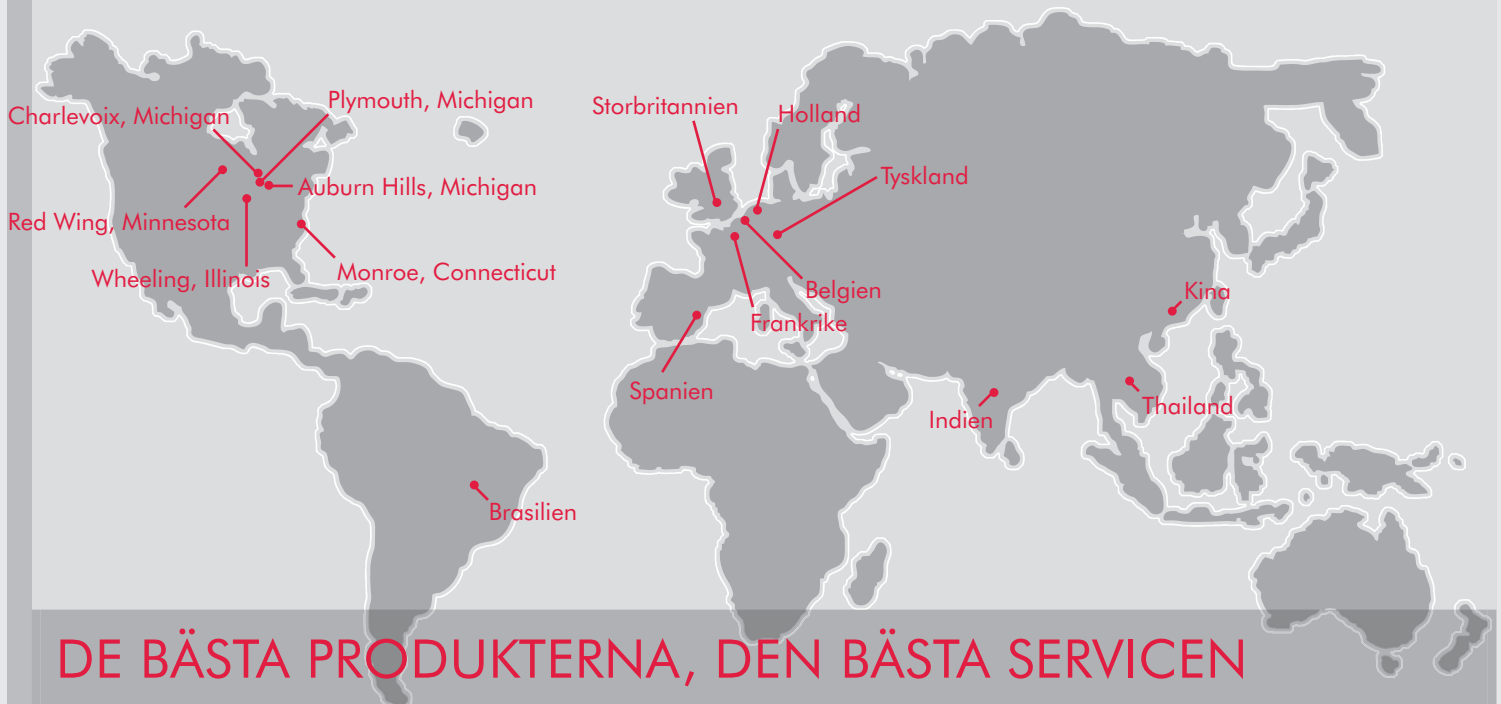 Plymouth, Michigan
Charlevoix, Michigan
Auburn Hills, Michigan
Red Wing, Minnesota
Wheeling, Illinois
Monroe, Connecticut
Storbritannien
Holland
Tyskland
Belgien
Frankrike
Spanien
Kina
Thailand
Indien
Brasilien
DE BÄSTA PRODUKTERNA, DEN BÄSTA SERVICEN